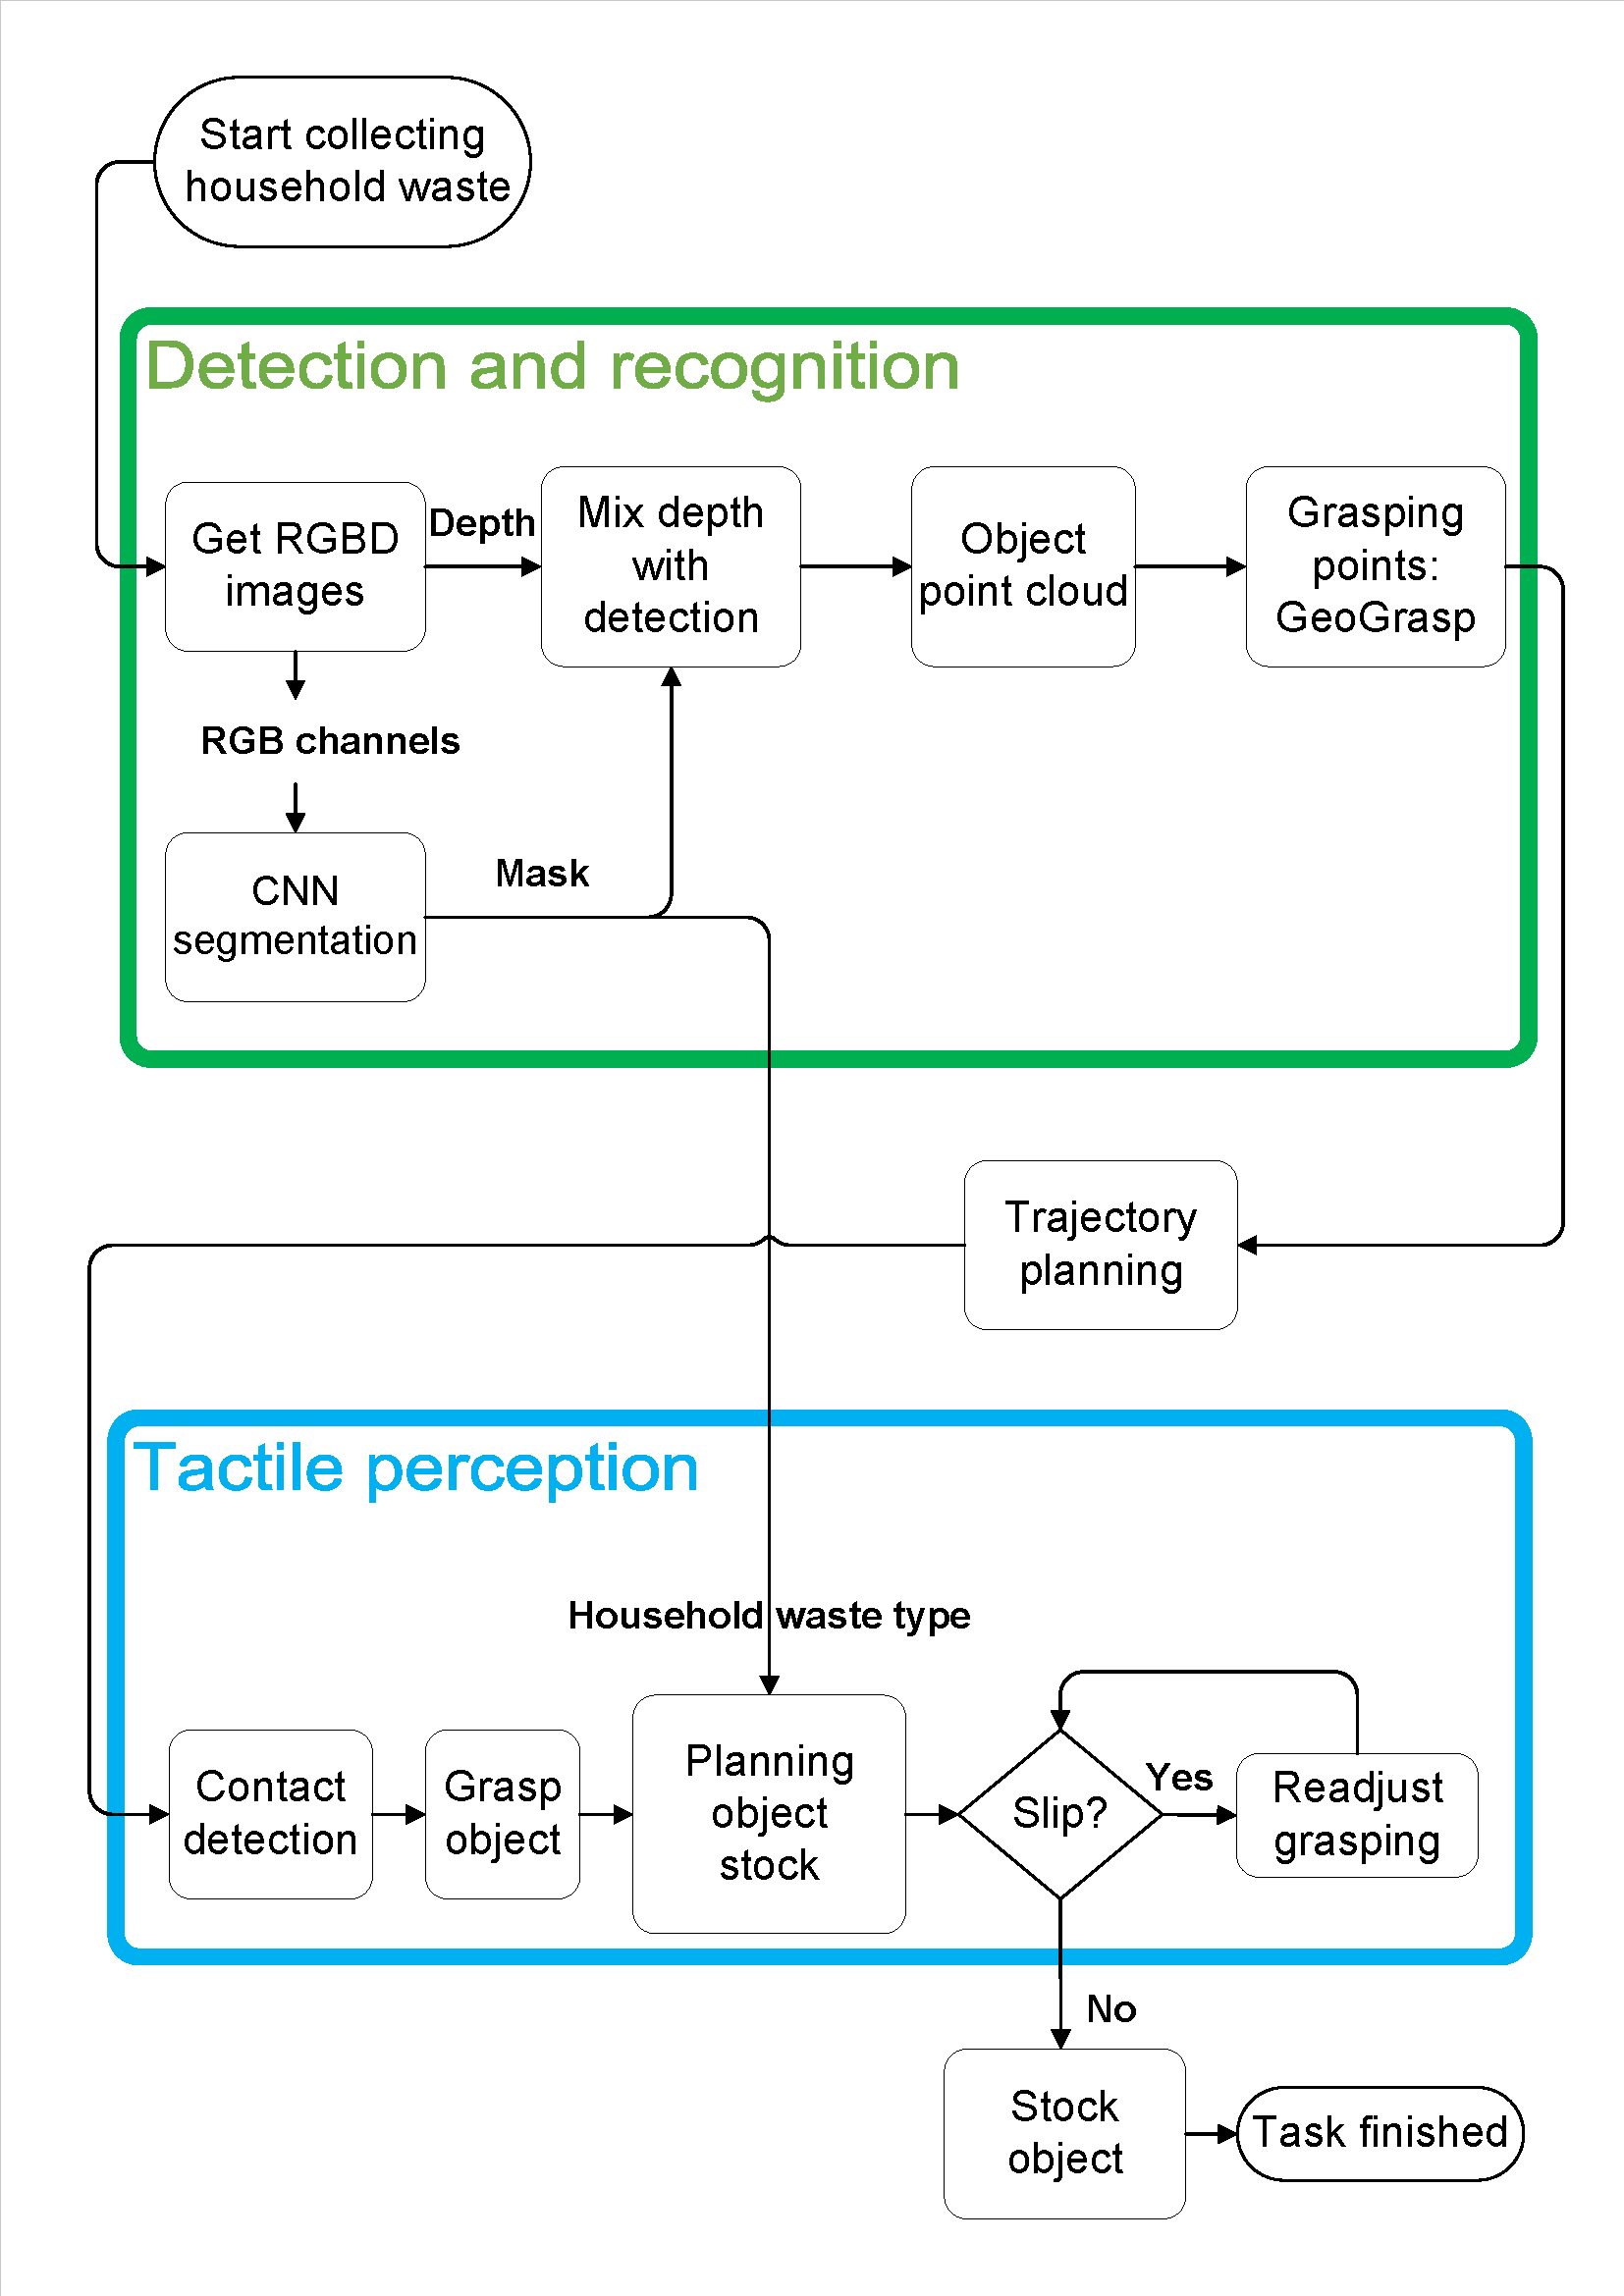 Start collecting
household waste
Detection and recognition
Get RGBD
images
Depth
Mix depth
with
detection
Object
point cloud
Grasping
points:
GeoGrasp
RGB channels
CNN
segmentation
Mask
Trajectory
planning
Tactile perception
Household waste type
Contact
detection
Grasp
object
Planning
object
stock
Slip?
Yes
Readjust
grasping
No
Stock
object
Task finished